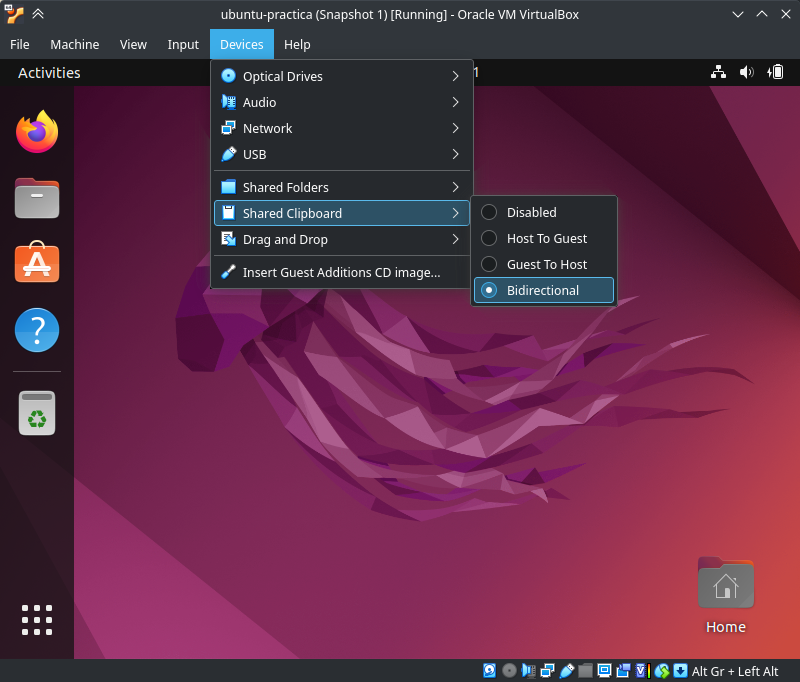 ubuntu-practica (Snapshot 1) [Running] - Oracle VM VirtualBox
File Machine View Input Devices Help
Activities
1
Optical Drives
Audio
Network
USB
Shared Folders
Shared Clipboard
Drag and Drop
Insert Guest Additions CD image...
Disabled
Host To Guest
Guest To Host
Bidirectional
Home
Alt Gr + Left Alt